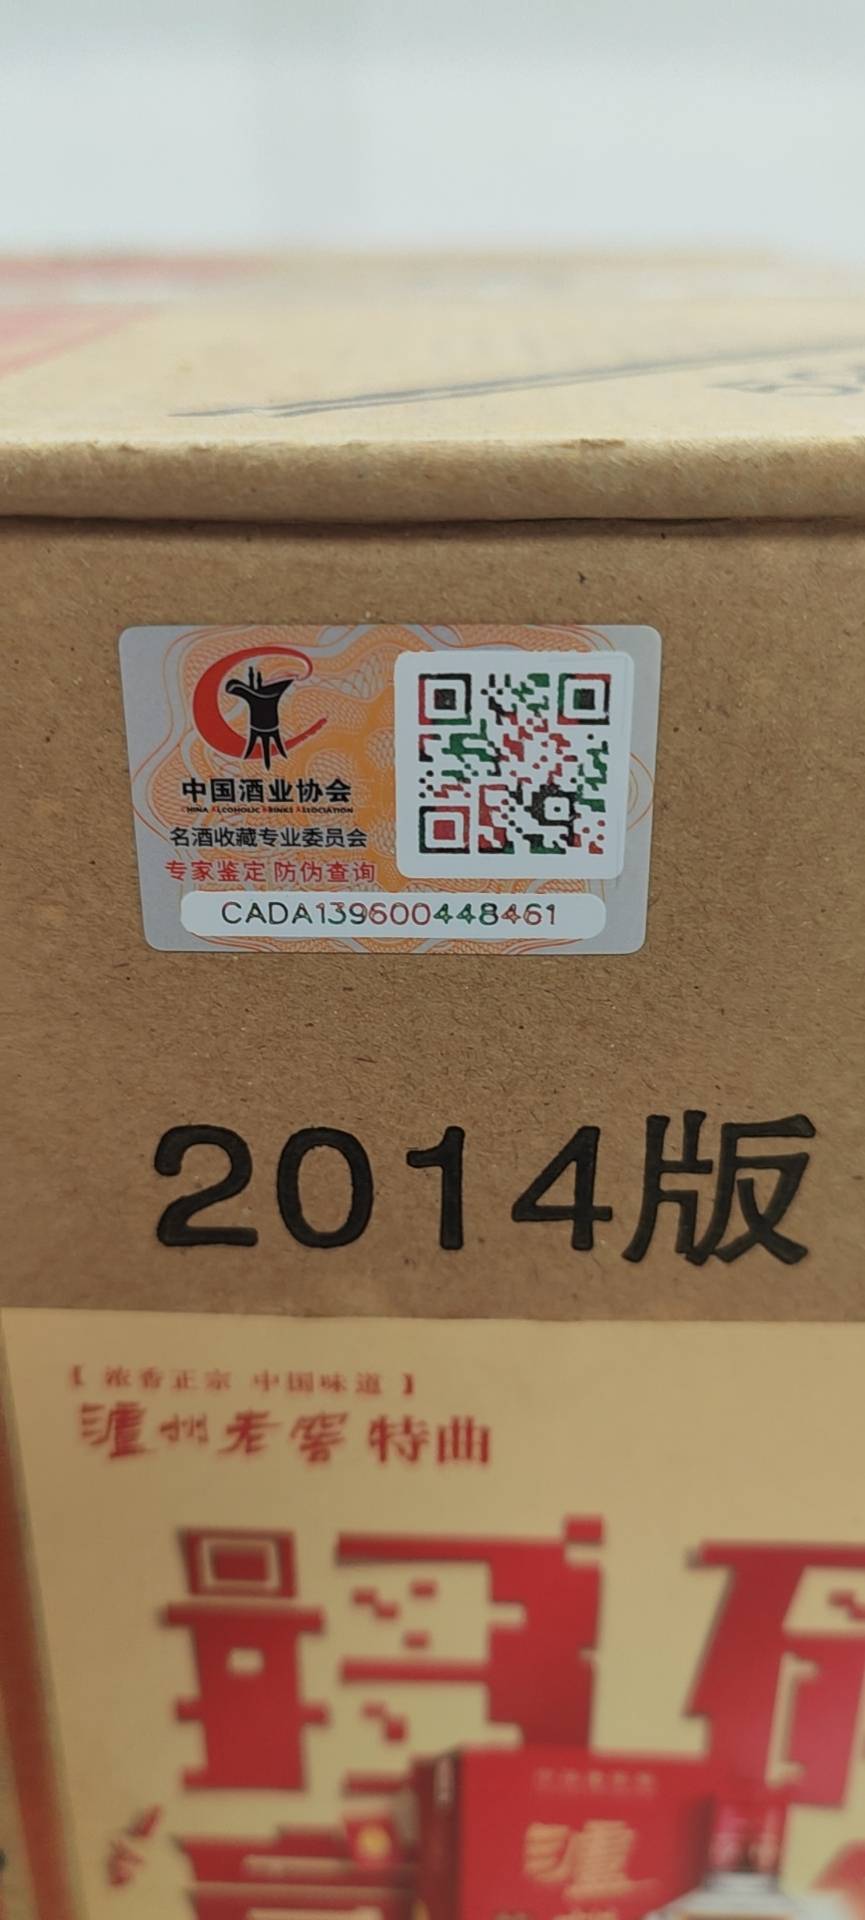 中国酒业协会
CHINA ALCOHOLIC DRINKS ASSOCIATION
名酒收藏专业委员会
专家鉴定 防伪查询
CADA139600448461
2014版
【 浓香正宗 中国味道 】
泸州老窖 特曲
泸